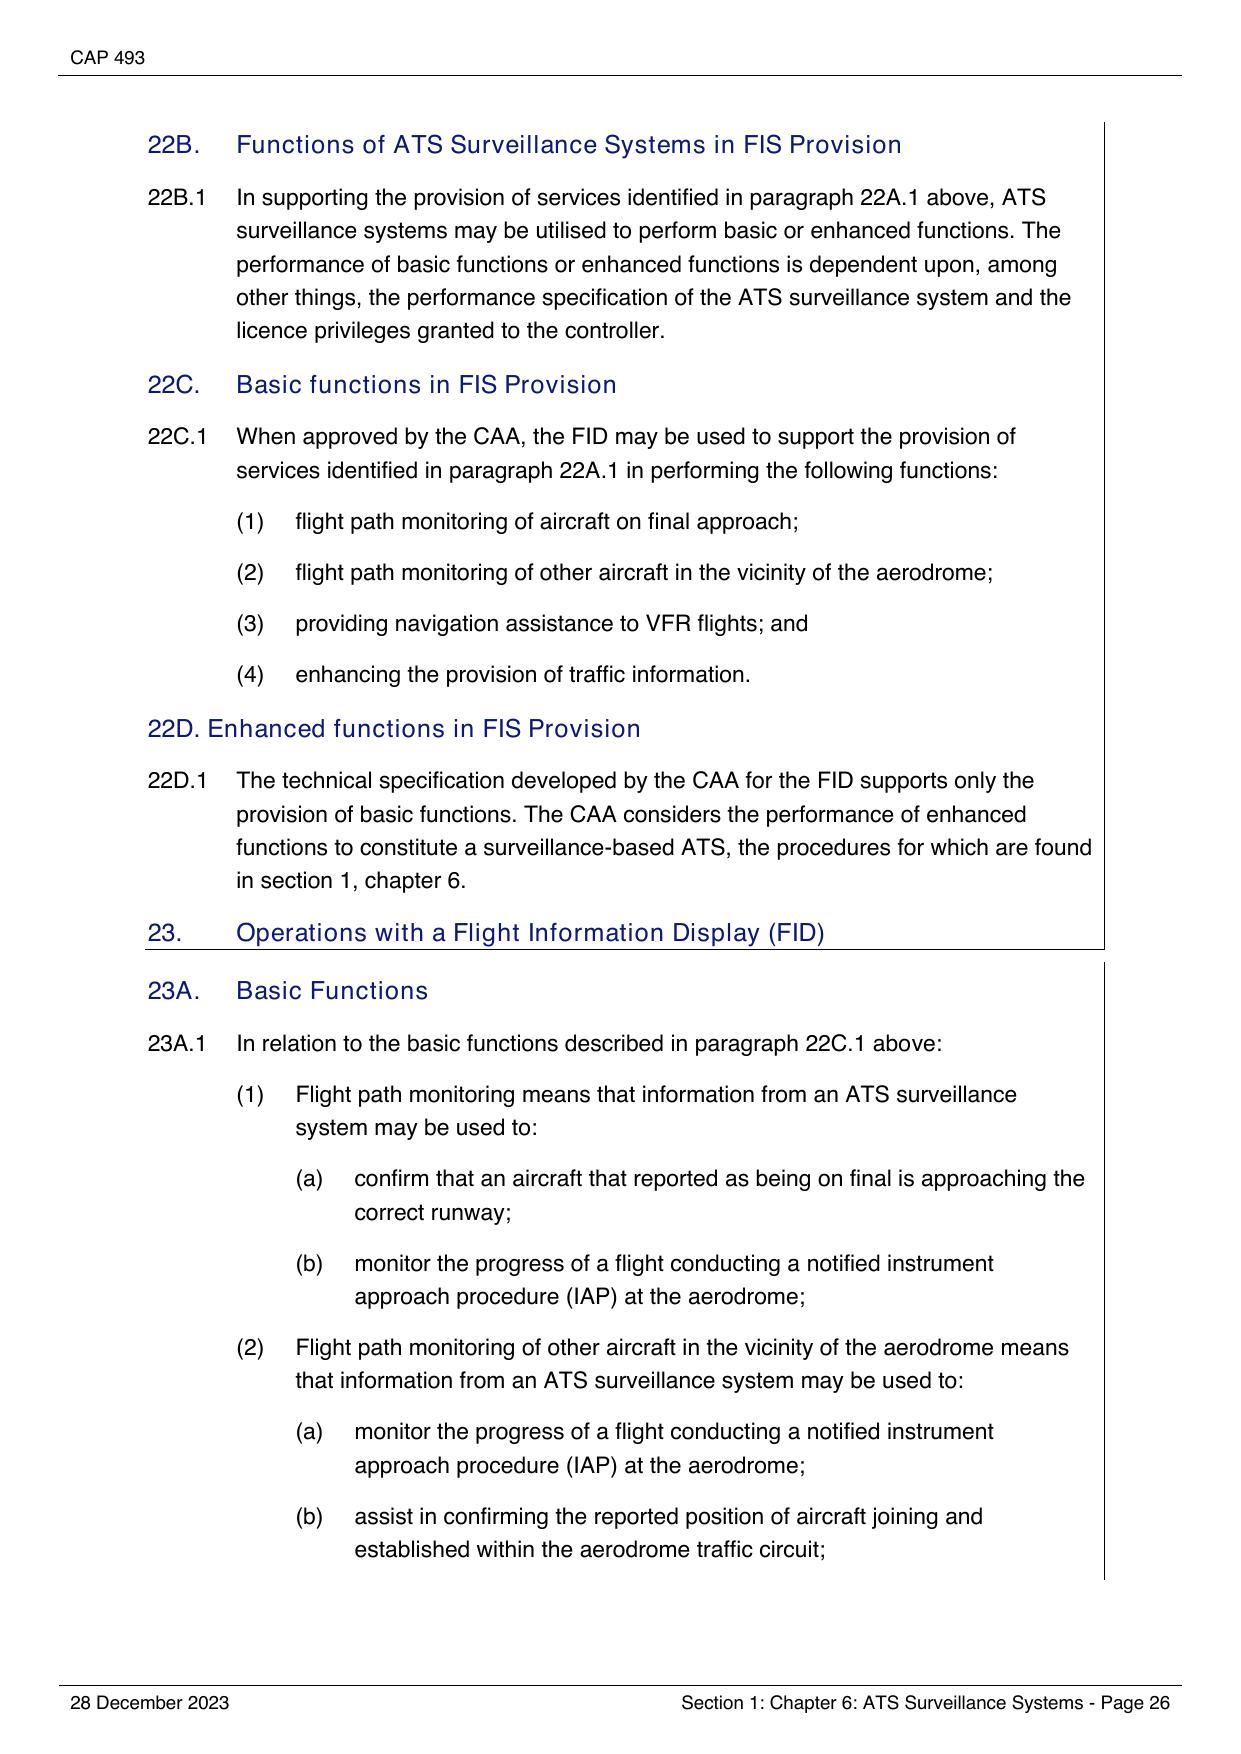 CAP 493
22B. Functions of ATS Surveillance Systems in FIS Provision
22B.1 In supporting the provision of services identified in paragraph 22A.1 above, ATS
surveillance systems may be utilised to perform basic or enhanced functions. The
performance of basic functions or enhanced functions is dependent upon, among
other things, the performance specification of the ATS surveillance system and the
licence privileges granted to the controller.
22C. Basic functions in FIS Provision
22C.1 When approved by the CAA, the FID may be used to support the provision of
services identified in paragraph 22A.1 in performing the following functions:
(1) flight path monitoring of aircraft on final approach;
(2) flight path monitoring of other aircraft in the vicinity of the aerodrome;
(3) providing navigation assistance to VFR flights; and
(4) enhancing the provision of traffic information.
22D. Enhanced functions in FIS Provision
22D.1 The technical specification developed by the CAA for the FID supports only the
provision of basic functions. The CAA considers the performance of enhanced
functions to constitute a surveillance-based ATS, the procedures for which are found
in section 1, chapter 6.
23. Operations with a Flight Information Display (FID)
23A. Basic Functions
23A.1 In relation to the basic functions described in paragraph 22C.1 above:
(1) Flight path monitoring means that information from an ATS surveillance
system may be used to:
(a) confirm that an aircraft that reported as being on final is approaching the
correct runway;
(b) monitor the progress of a flight conducting a notified instrument
approach procedure (IAP) at the aerodrome;
(2) Flight path monitoring of other aircraft in the vicinity of the aerodrome means
that information from an ATS surveillance system may be used to:
(a) monitor the progress of a flight conducting a notified instrument
approach procedure (IAP) at the aerodrome;
(b) assist in confirming the reported position of aircraft joining and
established within the aerodrome traffic circuit;
28 December 2023 Section 1: Chapter 6: ATS Surveillance Systems - Page 26